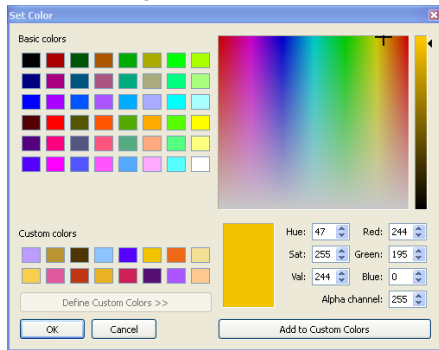 Set Color
Basic colors
Custom colors
Define Custom Colors >>
OK Cancel
Hue: 47 Red: 244
Sat: 255 Green: 195
Val: 244 Blue: 0
Alpha channel: 255
Add to Custom Colors